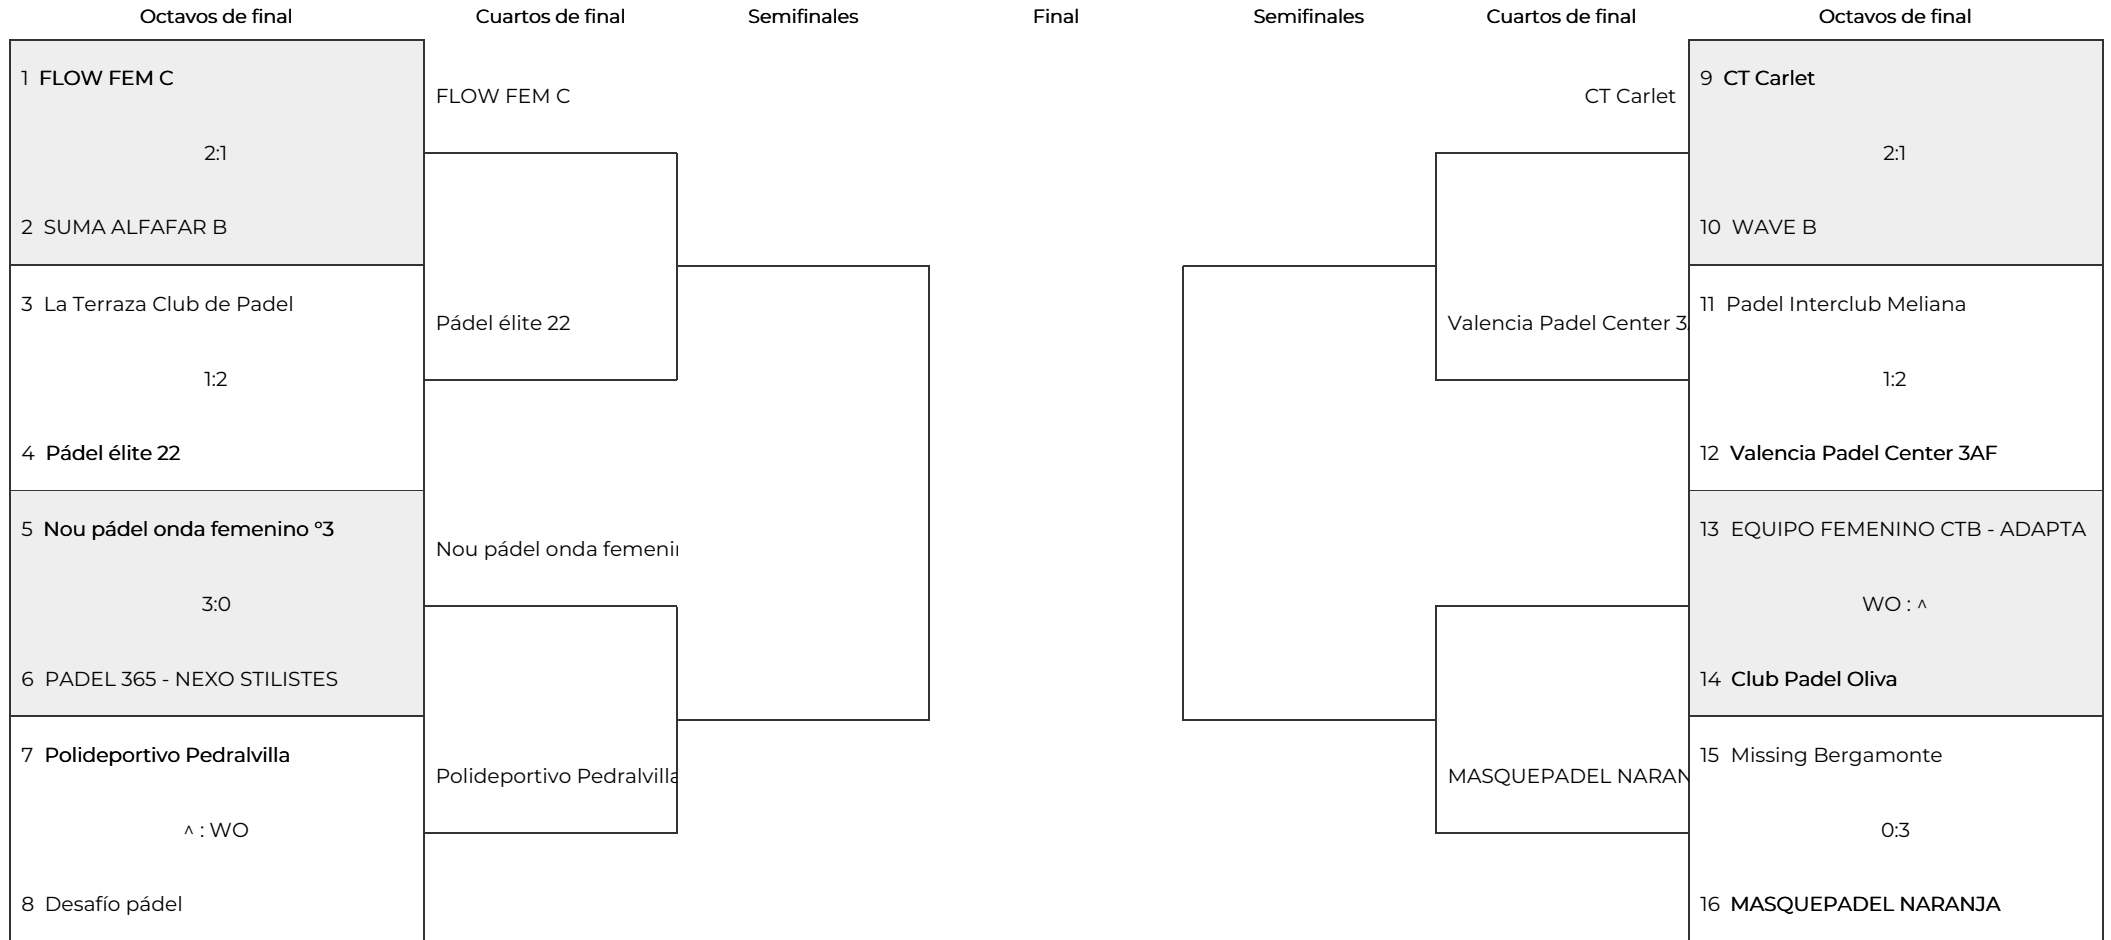 Octavos de final
Cuartos de final
Semifinales
Final
Semifinales
Cuartos de final
Octavos de final
1 FLOW FEM C
2:1
2 SUMA ALFAFAR B
3 La Terraza Club de Padel
1:2
4 Pádel élite 22
5 Nou pádel onda femenino º3
3:0
6 PADEL 365 - NEXO STILISTES
7 Polideportivo Pedralvilla
^ : WO
8 Desafío pádel
FLOW FEM C
Pádel élite 22
Nou pádel onda femenin
Polideportivo Pedralvilla
CT Carlet
Valencia Padel Center 3
MASQUEPADEL NARAN
9 CT Carlet
2:1
10 WAVE B
11 Padel Interclub Meliana
1:2
12 Valencia Padel Center 3AF
13 EQUIPO FEMENINO CTB - ADAPTA
WO : ^
14 Club Padel Oliva
15 Missing Bergamonte
0:3
16 MASQUEPADEL NARANJA